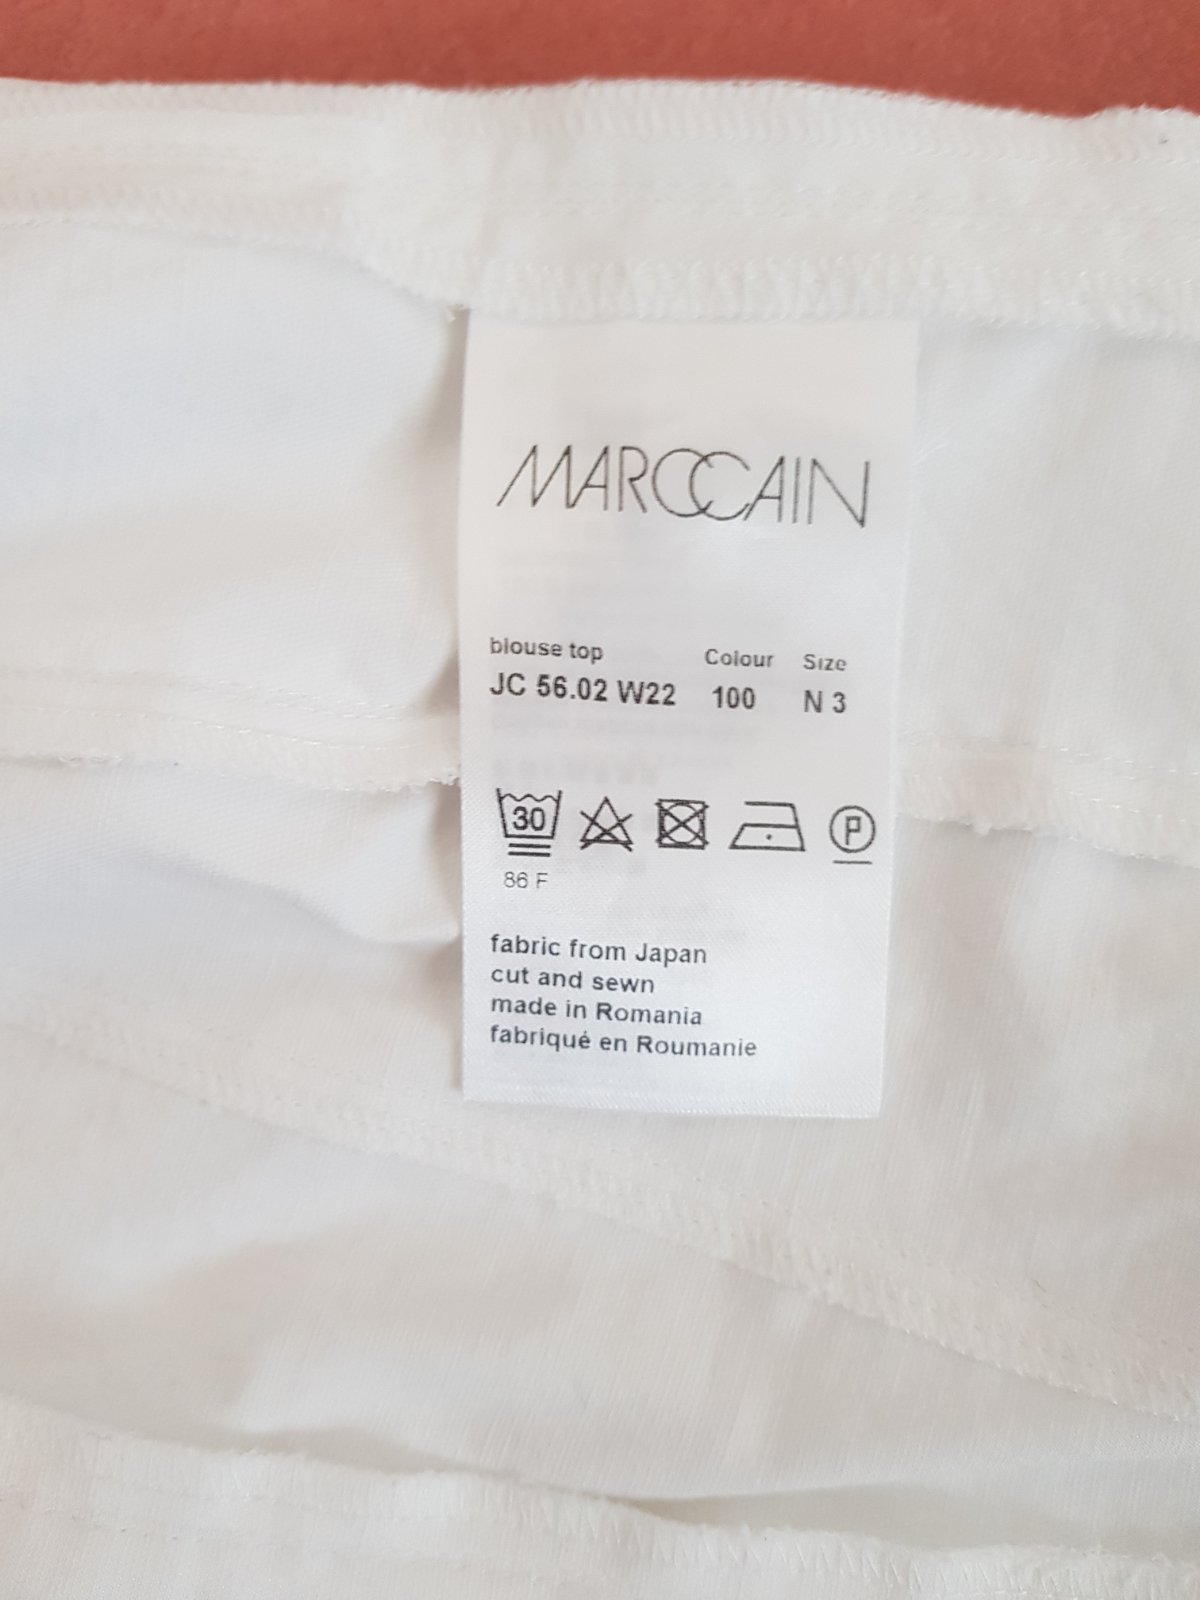 MARCCAIN
blouse top Colour Size
JC 56.02 W22 100 N 3
30 P
86 F
fabric from Japan
cut and sewn
made in Romania
fabriqué en Roumanie